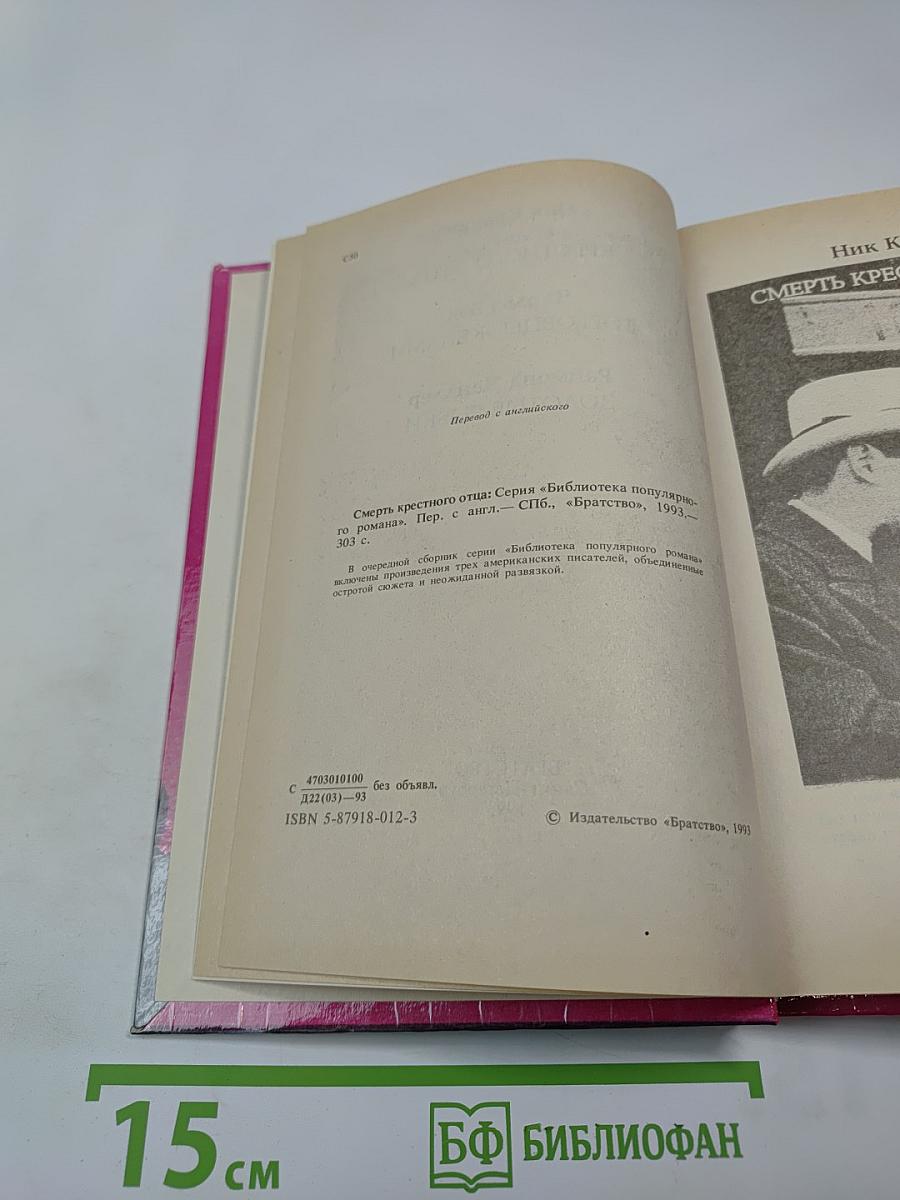 С50
Перевод с английского
Смерть крестного отца: Серия «Библиотека популярно-
го романа». Пер. с англ.— СПб., «Братство», 1993.—
303 с.
В очередной сборник серии «Библиотека популярного романа»
включены произведения трех американских писателей, объединенные
остротой сюжета и неожиданной развязкой.
С 4703010100 без объявл.
Д22(03)—93
ISBN 5-87918-012-3
© Издательство «Братство», 1993
Ник К
СМЕРТЬ КРЕС
15 см
БФ БИБЛИОФАН